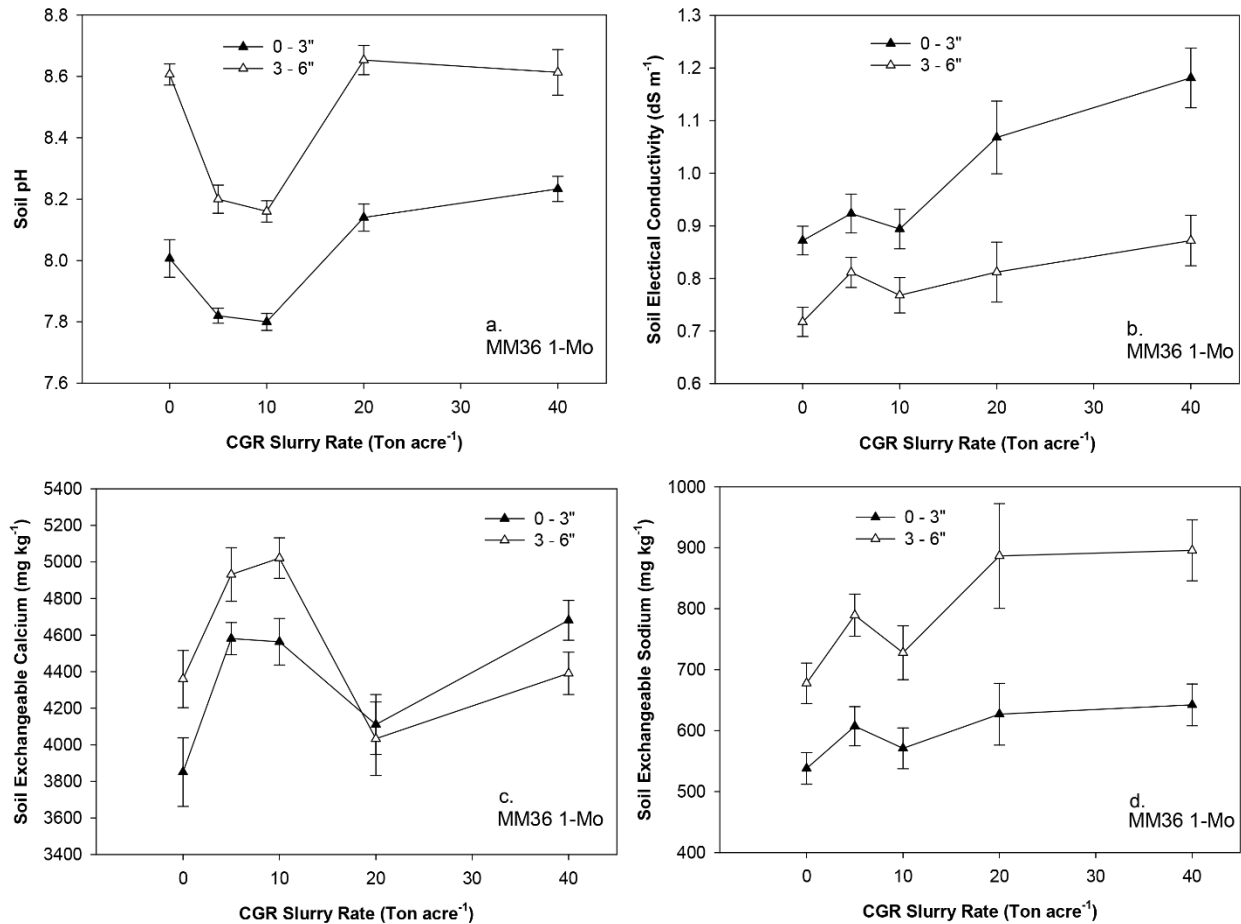 8.8
8.6
8.4
8.2
8.0
7.8
7.6
Soil pH
0 - 3"
3 - 6"
a.
MM36 1-Mo
0 10 20 30 40
CGR Slurry Rate (Ton acre⁻¹)
1.3
1.2
1.1
1.0
0.9
0.8
0.7
0.6
Soil Electical Conductivity (dS m⁻¹)
0 - 3"
3 - 6"
b.
MM36 1-Mo
0 10 20 30 40
CGR Slurry Rate (Ton acre⁻¹)
5400
5200
5000
4800
4600
4400
4200
4000
3800
3600
3400
Soil Exchangeable Calcium (mg kg⁻¹)
0 - 3"
3 - 6"
c.
MM36 1-Mo
0 10 20 30 40
CGR Slurry Rate (Ton acre⁻¹)
1000
900
800
700
600
500
400
Soil Exchangeable Sodium (mg kg⁻¹)
0 - 3"
3 - 6"
d.
MM36 1-Mo
0 10 20 30 40
CGR Slurry Rate (Ton acre⁻¹)